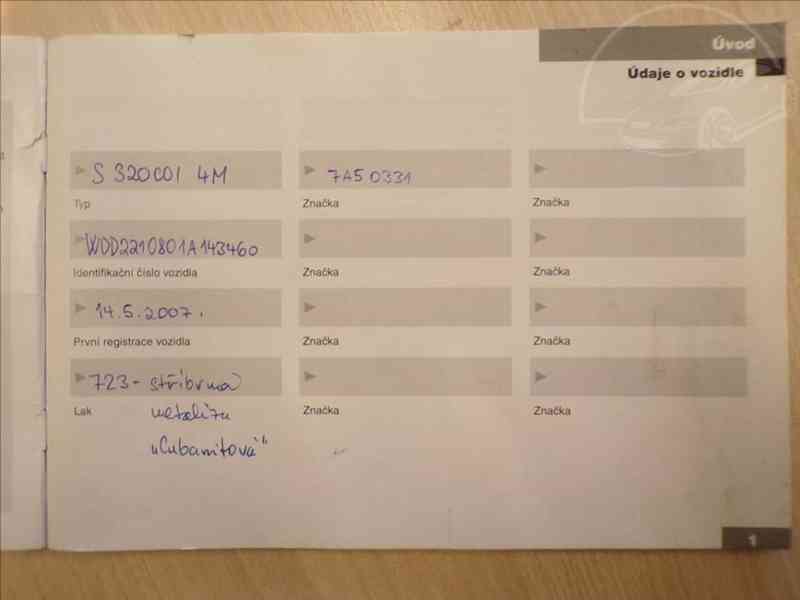 Úvod
Údaje o vozidle
S 320CDI 4M
7A5 0331
Typ
Značka
Značka
WDD2210801A143460
Identifikační číslo vozidla
Značka
Značka
14.5.2007.
První registrace vozidla
Značka
Značka
723 - stříbrná
Lak
metalíza
Značka
Značka
"Cubanitová"
1